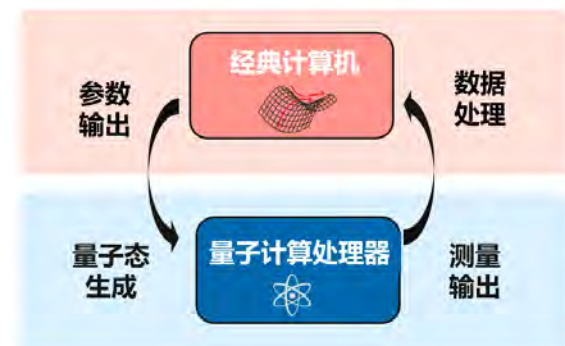 经典计算机
参数
输出
数据
处理
量子态
生成
量子计算处理器
测量
输出